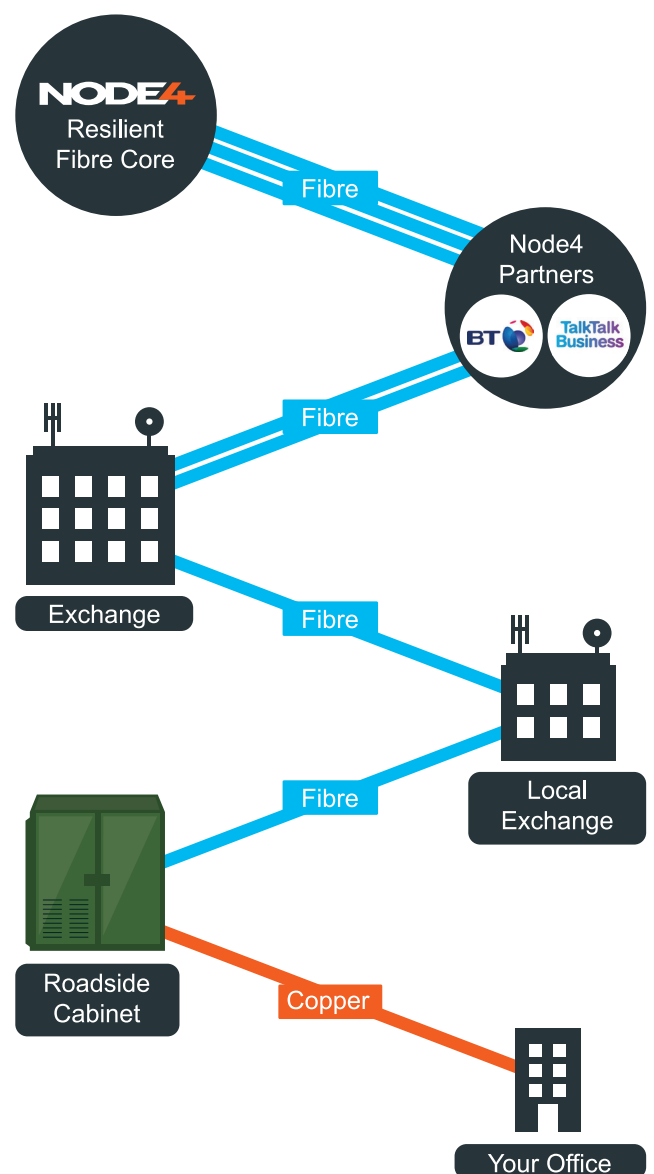 NODE4
Resilient
Fibre Core
Fibre
Node4
Partners
BT
TalkTalk
Business
Fibre
Exchange
Fibre
Local
Exchange
Fibre
Roadside
Cabinet
Copper
Your Office